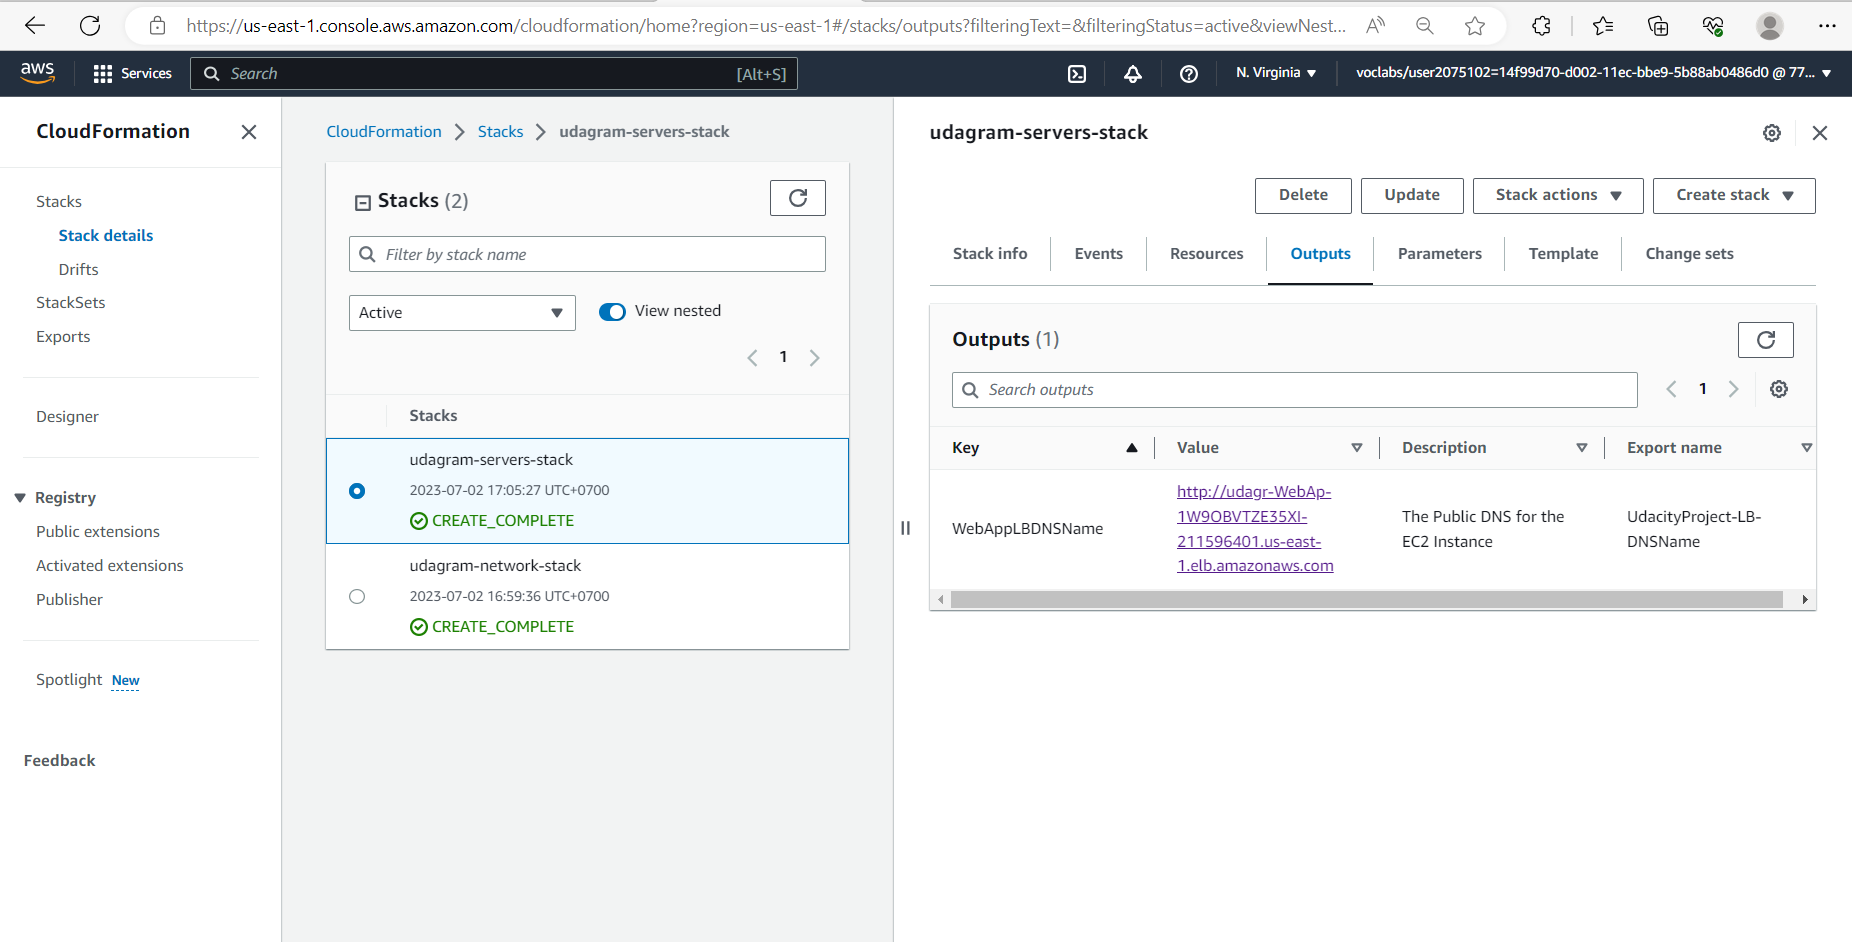 https://us-east-1.console.aws.amazon.com/cloudformation/home?region=us-east-1#/stacks/outputs?filteringText=&filteringStatus=active&viewNest...
aws
Services
Search
[Alt+S]
N. Virginia
voclabs/user2075102=14f99d70-d002-11ec-bbe9-5b88ab0486d0 @ 77...
CloudFormation
Stacks
Stack details
Drifts
StackSets
Exports
Designer
Registry
Public extensions
Activated extensions
Publisher
Spotlight New
Feedback
CloudFormation
Stacks
udagram-servers-stack
Stacks (2)
Filter by stack name
Active
View nested
1
Stacks
udagram-servers-stack
2023-07-02 17:05:27 UTC+0700
CREATE_COMPLETE
udagram-network-stack
2023-07-02 16:59:36 UTC+0700
CREATE_COMPLETE
udagram-servers-stack
Delete
Update
Stack actions
Create stack
Stack info
Events
Resources
Outputs
Parameters
Template
Change sets
Outputs (1)
Search outputs
1
Key
Value
Description
Export name
WebAppLBDNSName
http://udagr-WebAp-
1W9OBVTZE35XI-
211596401.us-east-
1.elb.amazonaws.com
The Public DNS for the
EC2 Instance
UdacityProject-LB-
DNSName